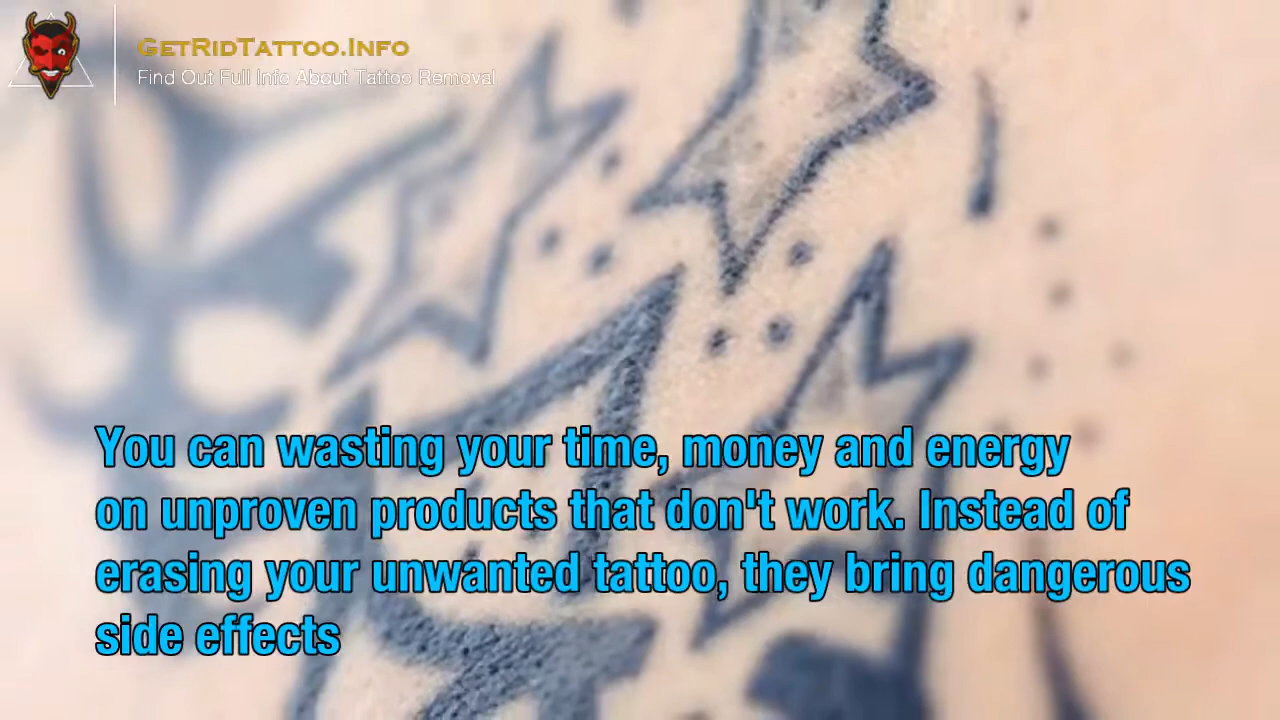 GetRidTattoo.Info
Find Out Full Info About Tattoo Removal
You can wasting your time, money and energy
on unproven products that don't work. Instead of
erasing your unwanted tattoo, they bring dangerous
side effects